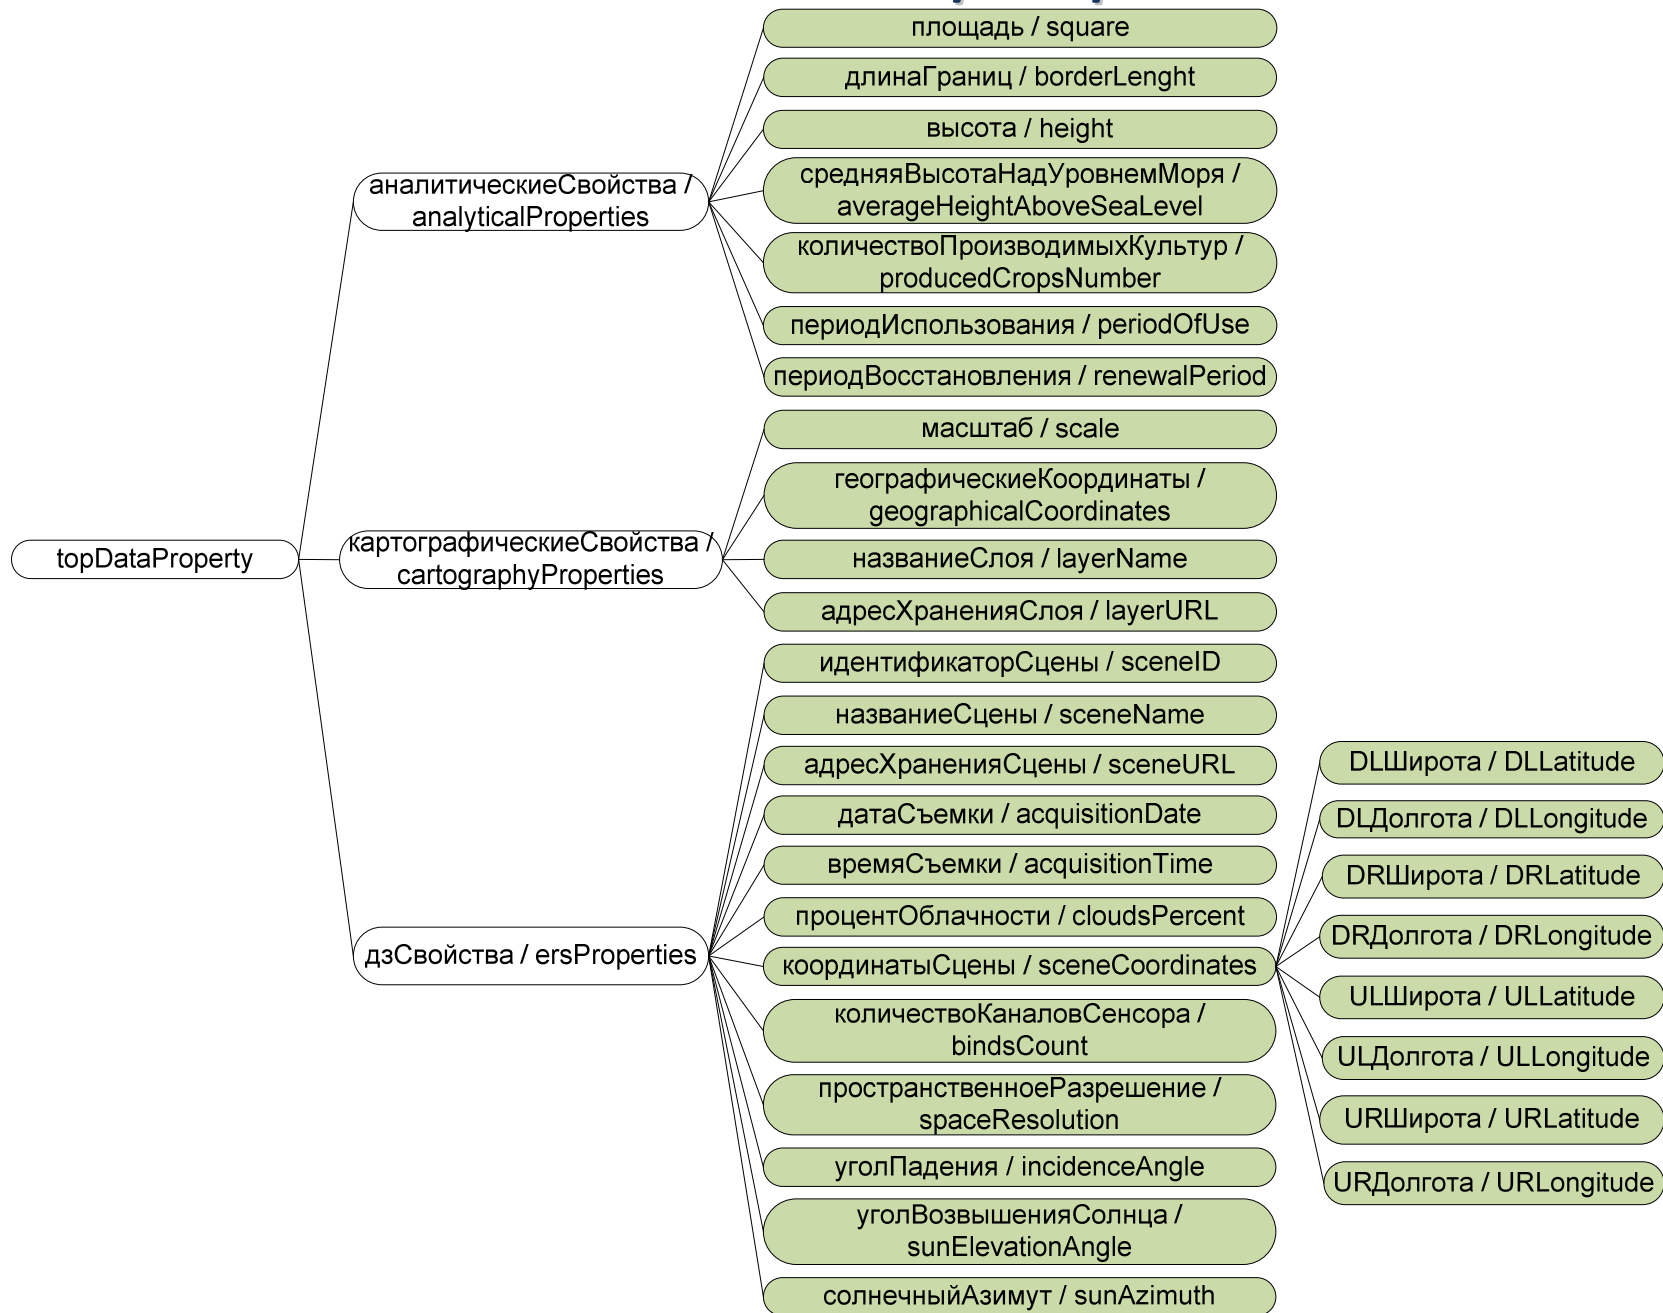 площадь / square
длинаГраниц / borderLenght
высота / height
средняяВысотаНадУровнемМоря /
averageHeightAboveSeaLevel
аналитическиеСвойства /
analyticalProperties
количествоПроизводимыхКультур /
producedCropsNumber
периодИспользования / periodOfUse
периодВосстановления / renewalPeriod
масштаб / scale
географическиеКоординаты /
geographicalCoordinates
topDataProperty
картографическиеСвойства /
cartographyProperties
названиеСлоя / layerName
адресХраненияСлоя / layerURL
идентификаторСцены / sceneID
названиеСцены / sceneName
адресХраненияСцены / sceneURL
датаСъемки / acquisitionDate
времяСъемки / acquisitionTime
процентОблачности / cloudsPercent
дзСвойства / ersProperties
координатыСцены / sceneCoordinates
количествоКаналовСенсора /
bindsCount
пространственноеРазрешение /
spaceResolution
уголПадения / incidenceAngle
уголВозвышенияСолнца /
sunElevationAngle
солнечныйАзимут / sunAzimuth
DLШирота / DLLatitude
DLДолгота / DLLongitude
DRШирота / DRLatitude
DRДолгота / DRLongitude
ULШирота / ULLatitude
ULДолгота / ULLongitude
URШирота / URLatitude
URДолгота / URLongitude